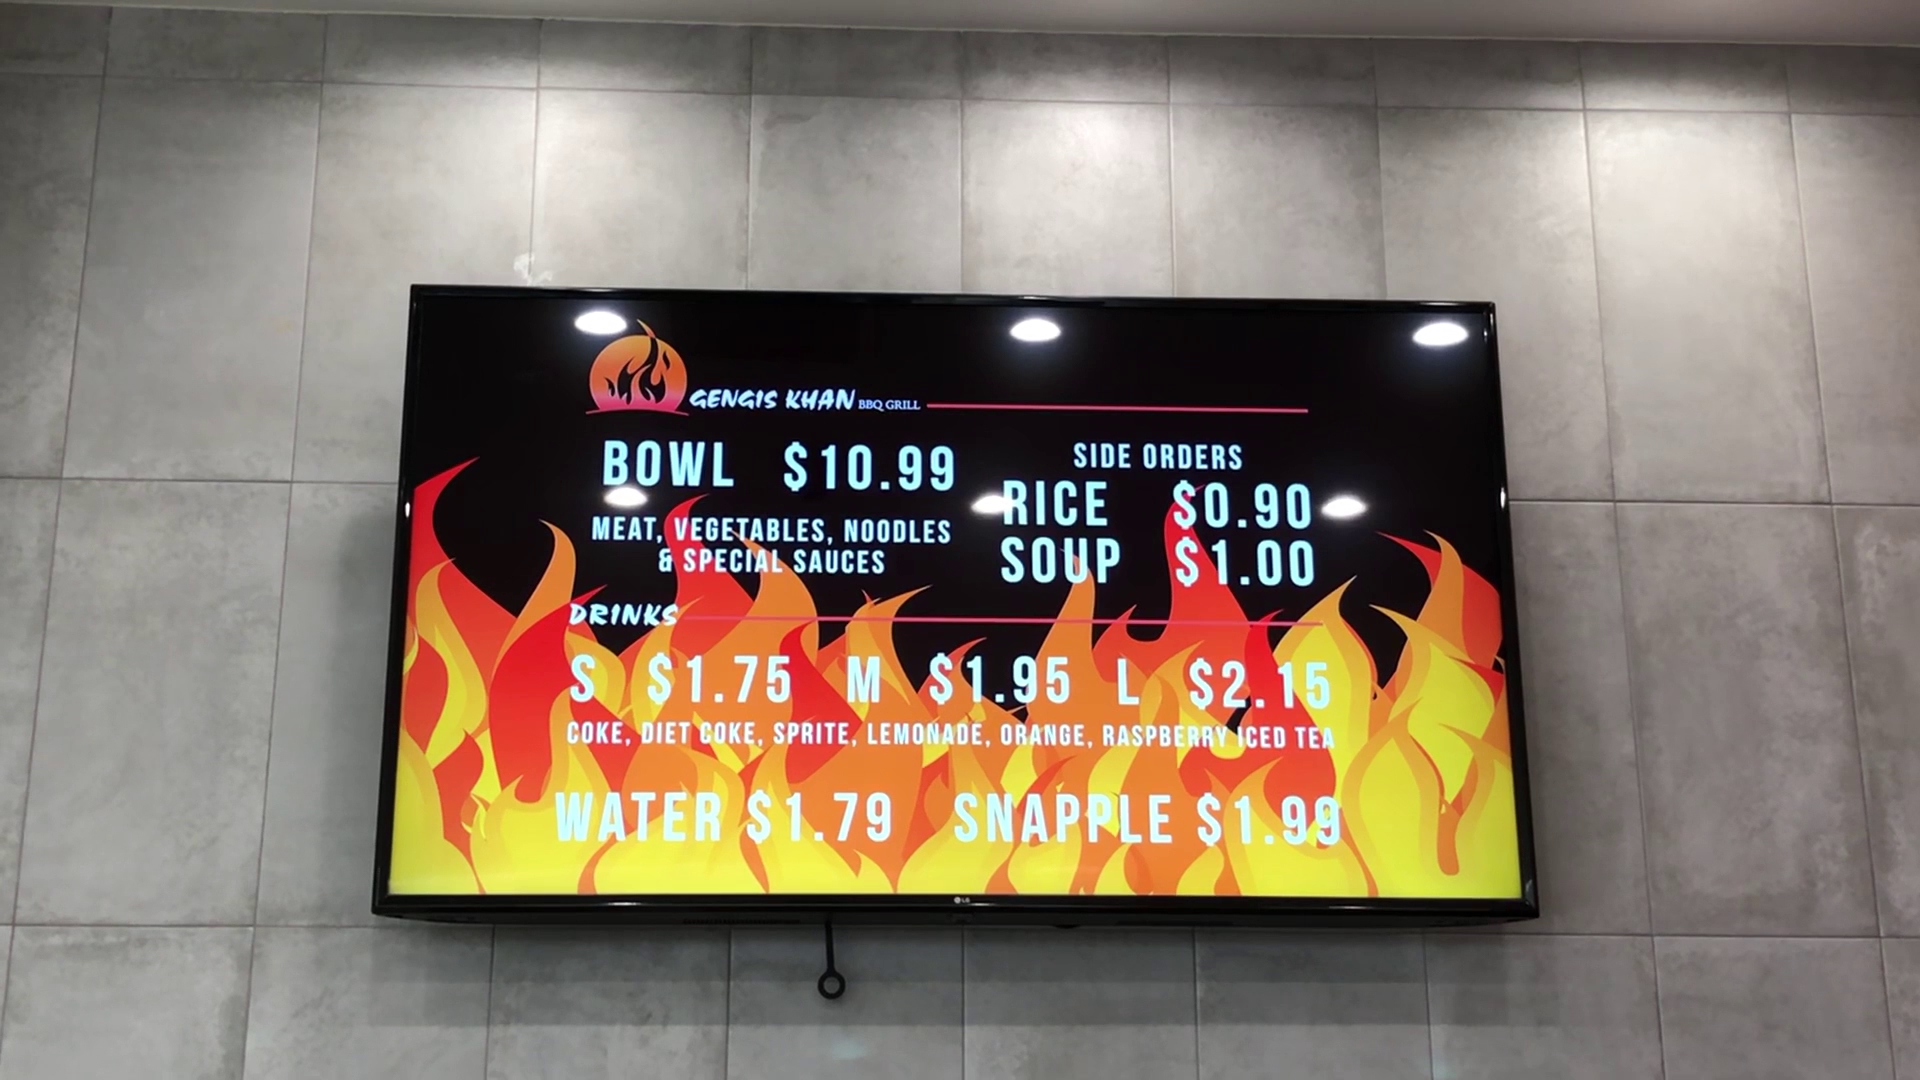 GENGIS KHAN BBQ GRILL
BOWL $10.99
MEAT, VEGETABLES, NOODLES
& SPECIAL SAUCES
SIDE ORDERS
RICE $0.90
SOUP $1.00
DRINKS
S $1.75 M $1.95 L $2.15
COKE, DIET COKE, SPRITE, LEMONADE, ORANGE, RASPBERRY ICED TEA
WATER $1.79 SNAPPLE $1.99
LG